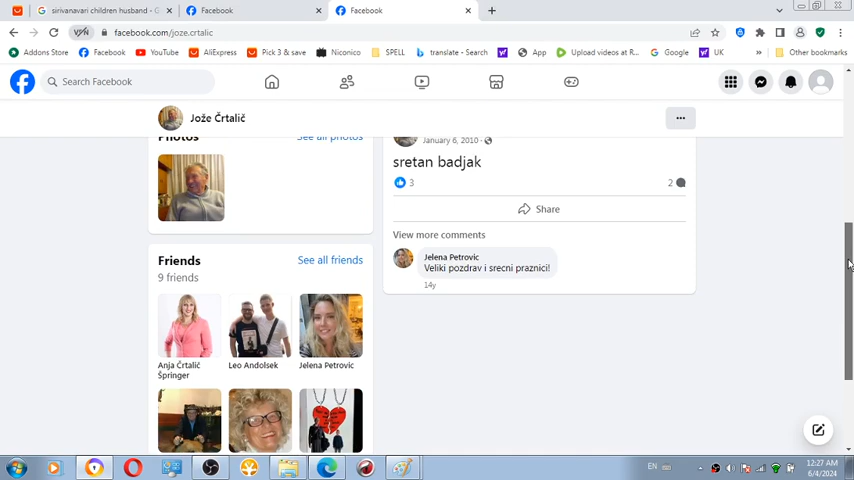 sirivanavari children husband - G
Facebook
Facebook
VPN
facebook.com/joze.crtalic
Addons Store
Facebook
YouTube
AliExpress
Pick 3 & save
Niconico
SPELL
translate - Search
UK
App
Upload videos at R...
Google
UK
Other bookmarks
Search Facebook
Jože Črtalič
Photos
See all photos
January 6, 2010
sretan badjak
3
2
Share
View more comments
Jelena Petrovic
Veliki pozdrav i srecni praznici!
14y
Friends
See all friends
9 friends
Anja Črtalič
Špringer
Leo Andolsek
Jelena Petrovic
EN
12:27 AM
6/4/2024